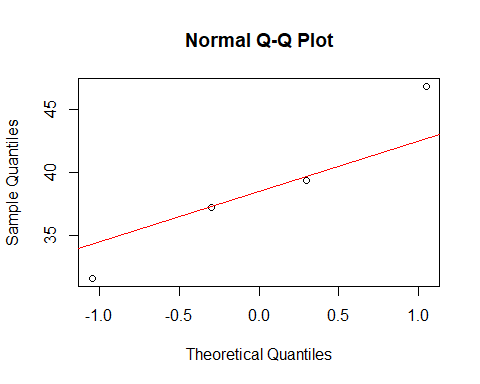 Normal Q-Q Plot
Sample Quantiles
45
40
35
-1.0 -0.5 0.0 0.5 1.0
Theoretical Quantiles